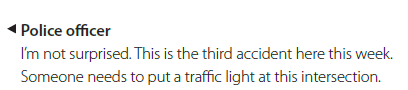 Police officer
I'm not surprised. This is the third accident here this week.
Someone needs to put a traffic light at this intersection.